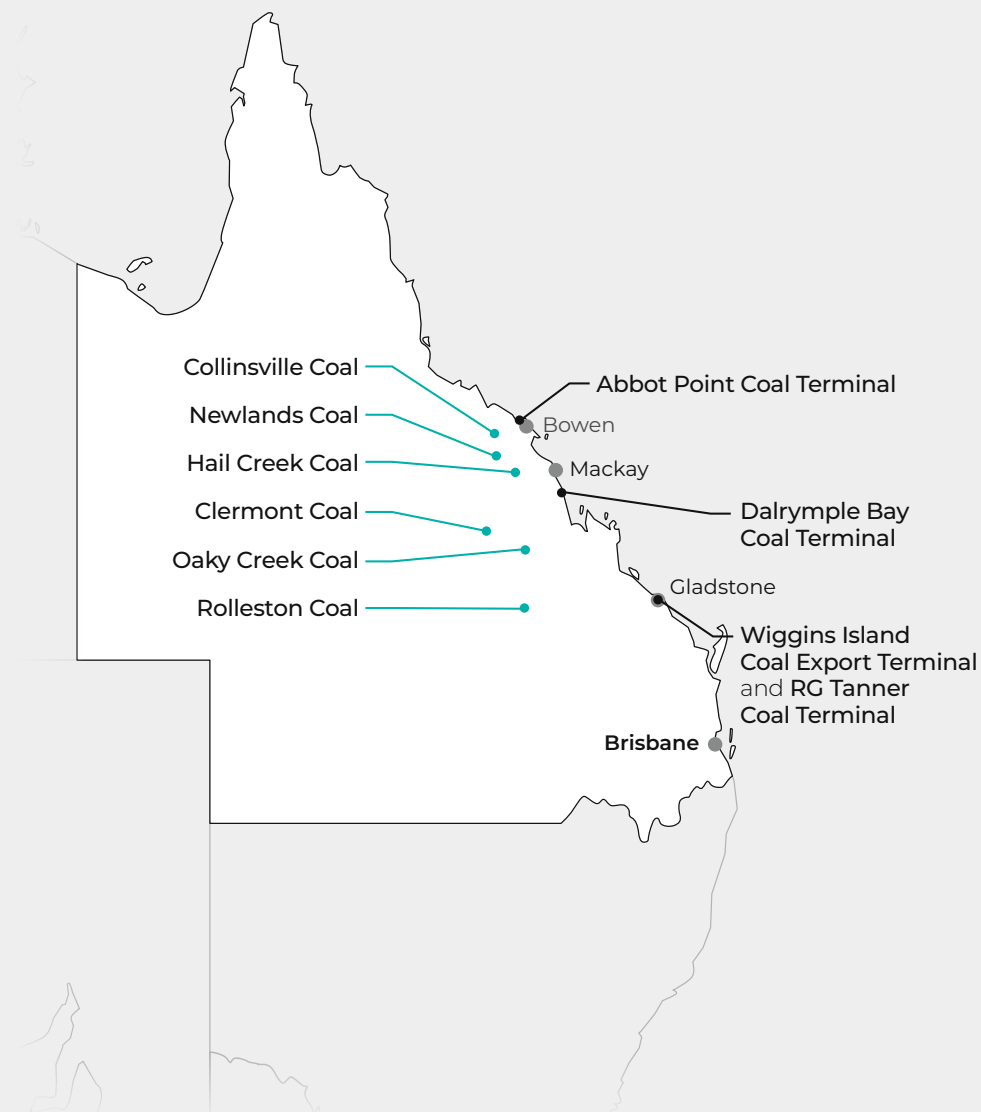 Collinsville Coal
Newlands Coal
Hail Creek Coal
Clermont Coal
Oaky Creek Coal
Rolleston Coal
Abbot Point Coal Terminal
Bowen
Mackay
Dalrymple Bay
Coal Terminal
Gladstone
Wiggins Island
Coal Export Terminal
and RG Tanner
Coal Terminal
Brisbane